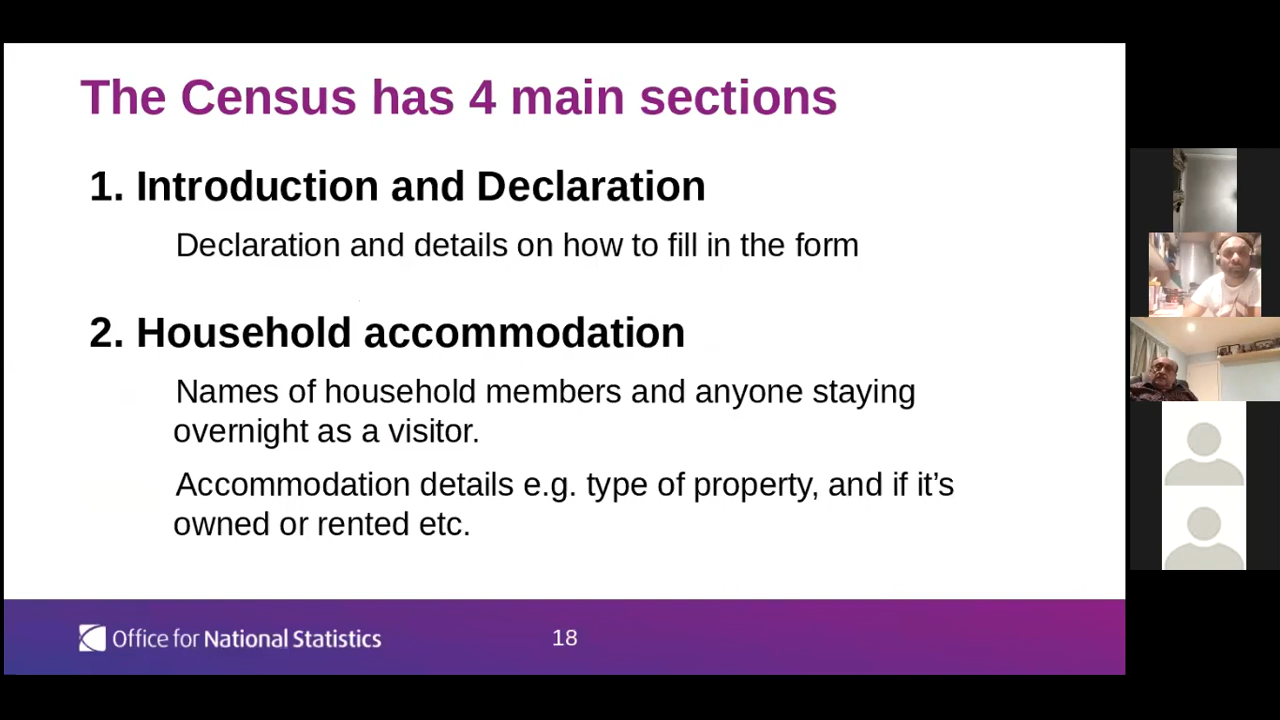 The Census has 4 main sections
1. Introduction and Declaration
Declaration and details on how to fill in the form
2. Household accommodation
Names of household members and anyone staying
overnight as a visitor.
Accommodation details e.g. type of property, and if it’s
owned or rented etc.
Office for National Statistics
18